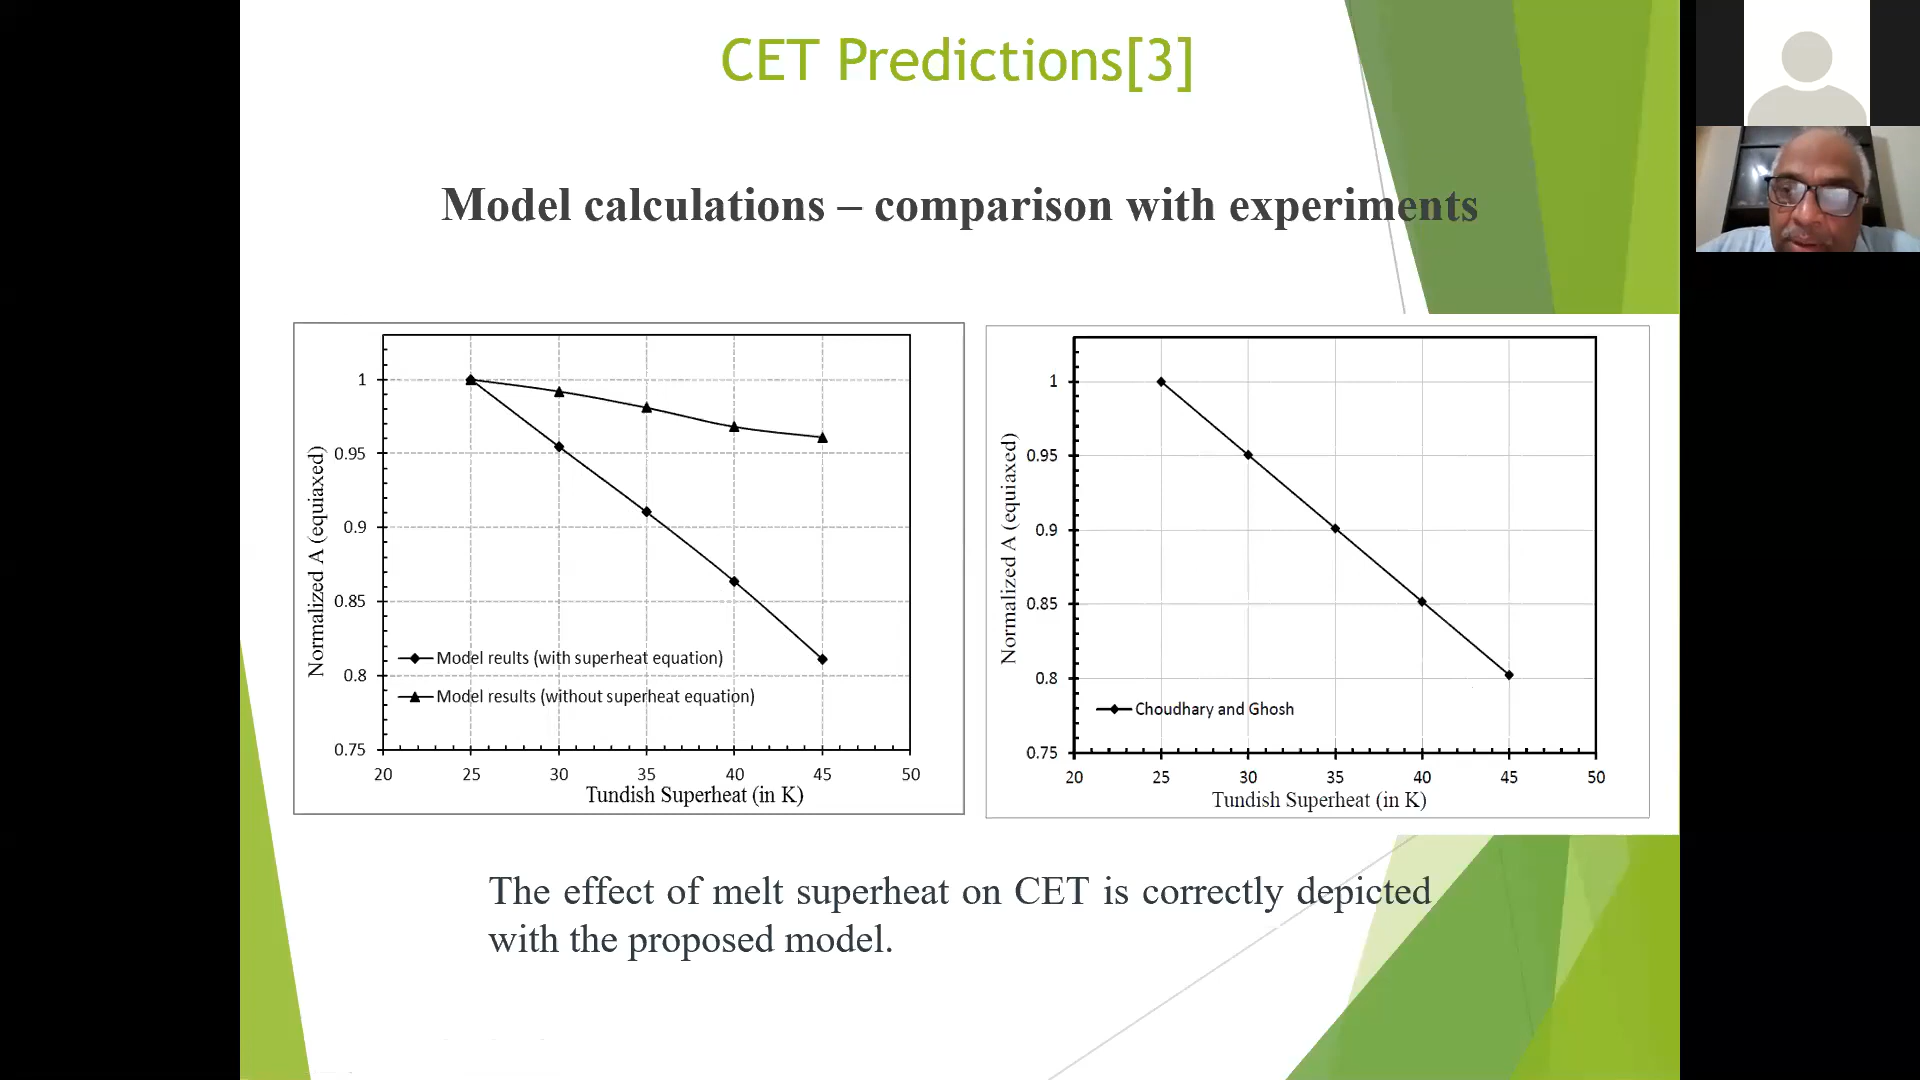 CET Predictions[3]
Model calculations – comparison with experiments
1
0.95
0.9
0.85
0.8
0.75
20 25 30 35 40 45 50
Normalized A (equiaxed)
Tundish Superheat (in K)
Model reults (with superheat equation)
Model results (without superheat equation)
1
0.95
0.9
0.85
0.8
0.75
20 25 30 35 40 45 50
Normalized A (equiaxed)
Tundish Superheat (in K)
Choudhary and Ghosh
The effect of melt superheat on CET is correctly depicted
with the proposed model.